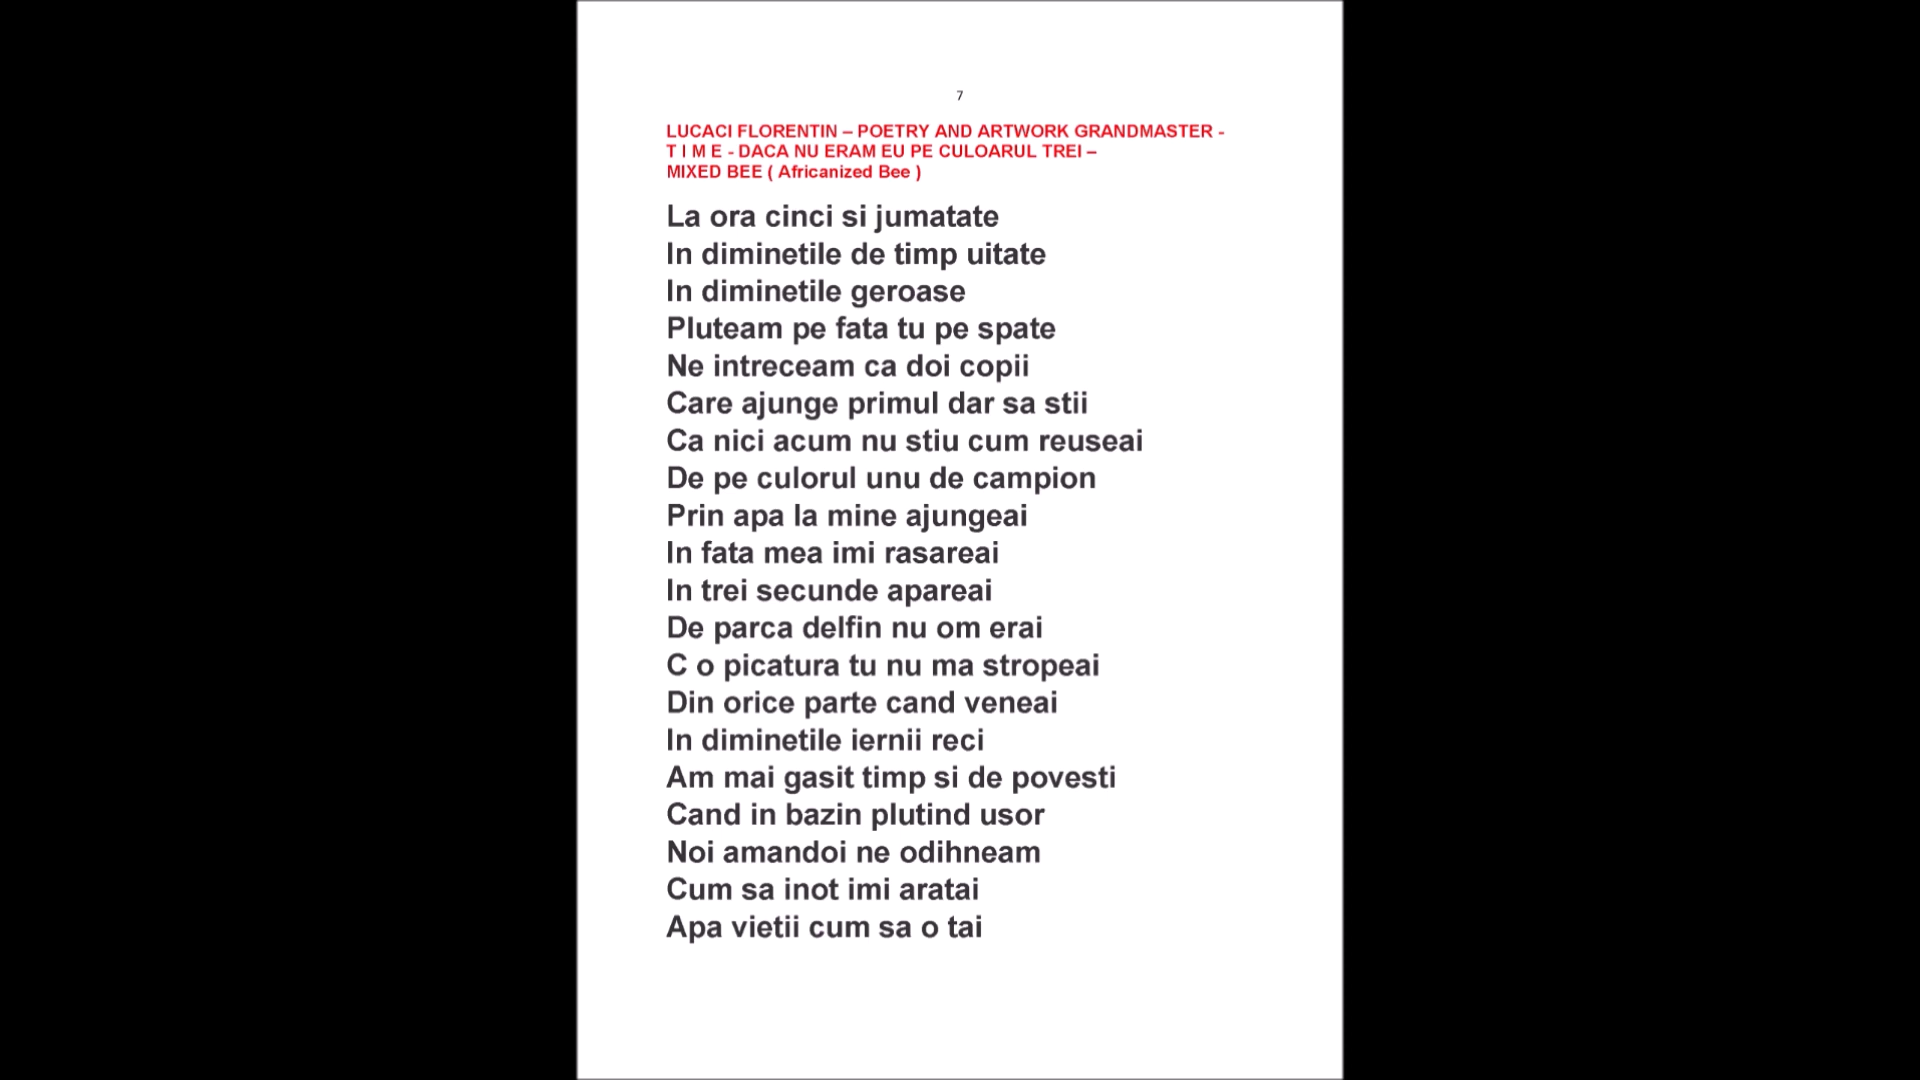 7
LUCACI FLORENTIN – POETRY AND ARTWORK GRANDMASTER -
T I M E - DACA NU ERAM EU PE CULOARUL TREI –
MIXED BEE ( Africanized Bee )
La ora cinci si jumatate
In diminetile de timp uitate
In diminetile geroase
Pluteam pe fata tu pe spate
Ne intreceam ca doi copii
Care ajunge primul dar sa stii
Ca nici acum nu stiu cum reuseai
De pe culorul unu de campion
Prin apa la mine ajungeai
In fata mea imi rasareai
In trei secunde apareai
De parca delfin nu om erai
C o picatura tu nu ma stropeai
Din orice parte cand veneai
In diminetile iernii reci
Am mai gasit timp si de povesti
Cand in bazin plutind usor
Noi amandoi ne odihneam
Cum sa inot imi aratai
Apa vietii cum sa o tai